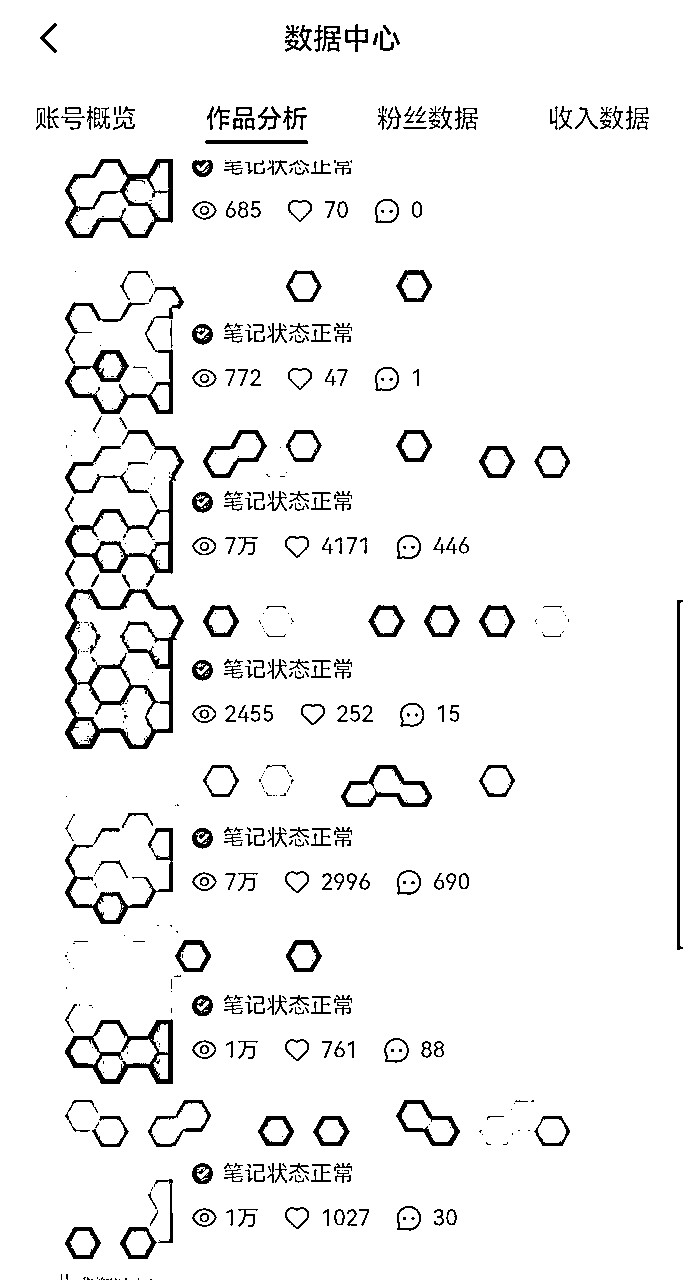 数据中心
账号概览 作品分析 粉丝数据 收入数据
笔记状态正常
685 70 0
笔记状态正常
772 47 1
笔记状态正常
7万 4171 446
笔记状态正常
2455 252 15
笔记状态正常
7万 2996 690
笔记状态正常
1万 761 88
笔记状态正常
1万 1027 30